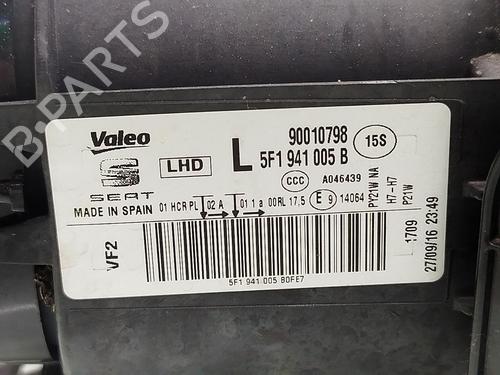 B-PARTS
Valeo
SEAT
MADE IN SPAIN
LHD
L
90010798
5F1 941 005 B
15S
CCC A046439
01 HCR PL 02 A 01 1 a 00RL 17,5 E 9 14064
PY21W NA
H7-H7
P21W
1709
27/09/16 23:49
VF2
5F1 941 005 B0FE7